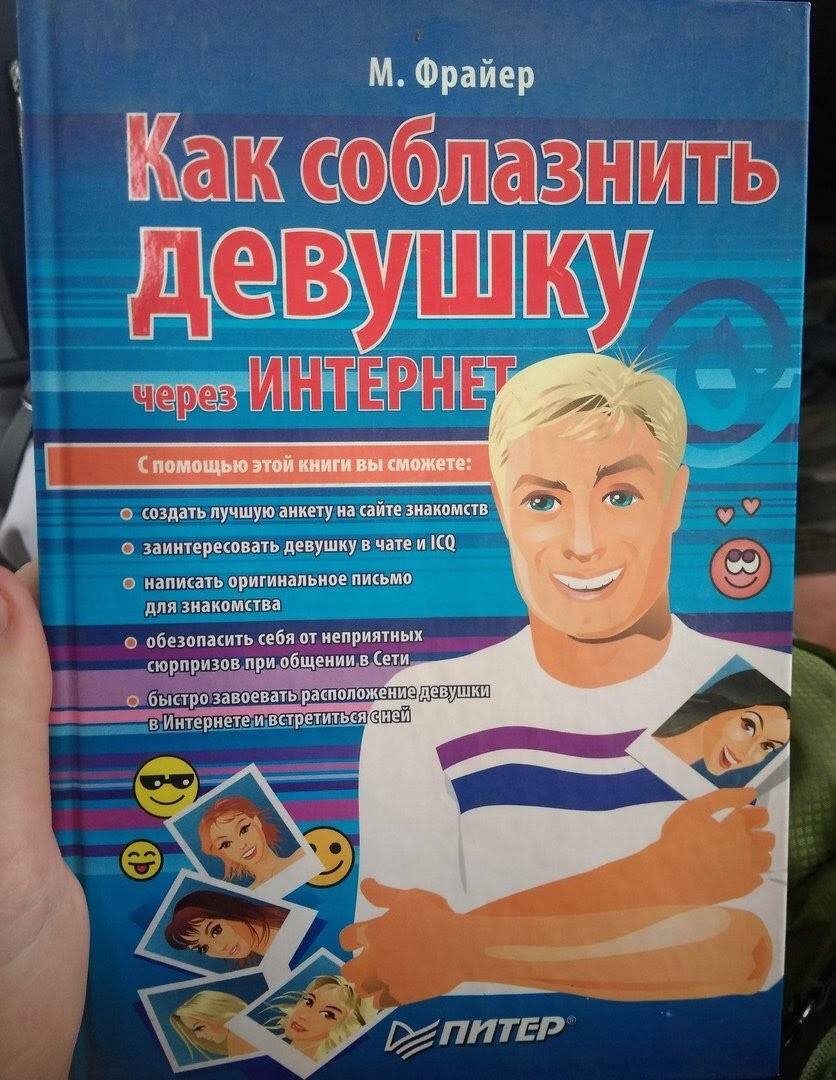 М. Фрайер
Как соблазнить
девушку
через ИНТЕРНЕТ
С помощью этой книги вы сможете:
создать лучшую анкету на сайте знакомств
заинтересовать девушку в чате и ICQ
написать оригинальное письмо
для знакомства
обезопасить себя от неприятных
сюрпризов при общении в Сети
быстро завоевать расположение девушки
в Интернете и встретиться с ней
ПИТЕР®